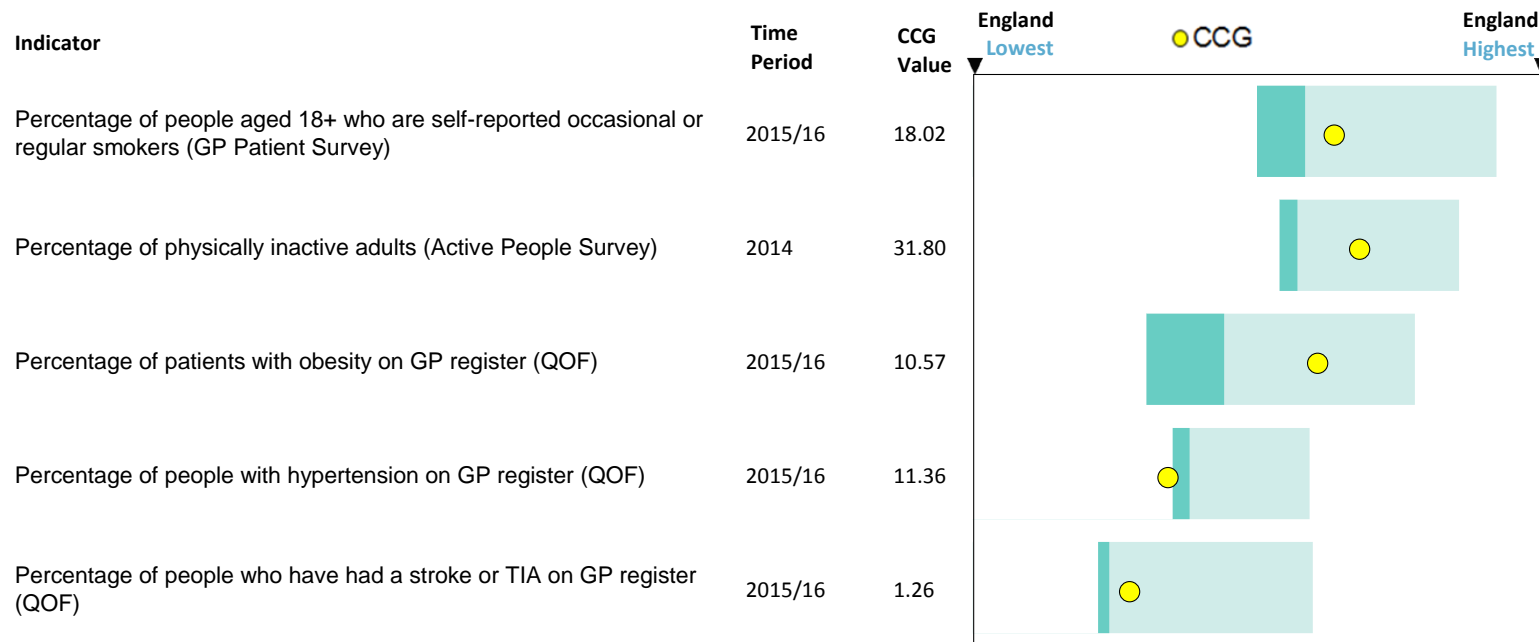 Indicator
Time
Period
CCG
Value
England
Lowest
CCG
England
Highest
Percentage of people aged 18+ who are self-reported occasional or
regular smokers (GP Patient Survey)
2015/16
18.02
Percentage of physically inactive adults (Active People Survey)
2014
31.80
Percentage of patients with obesity on GP register (QOF)
2015/16
10.57
Percentage of people with hypertension on GP register (QOF)
2015/16
11.36
Percentage of people who have had a stroke or TIA on GP register
(QOF)
2015/16
1.26